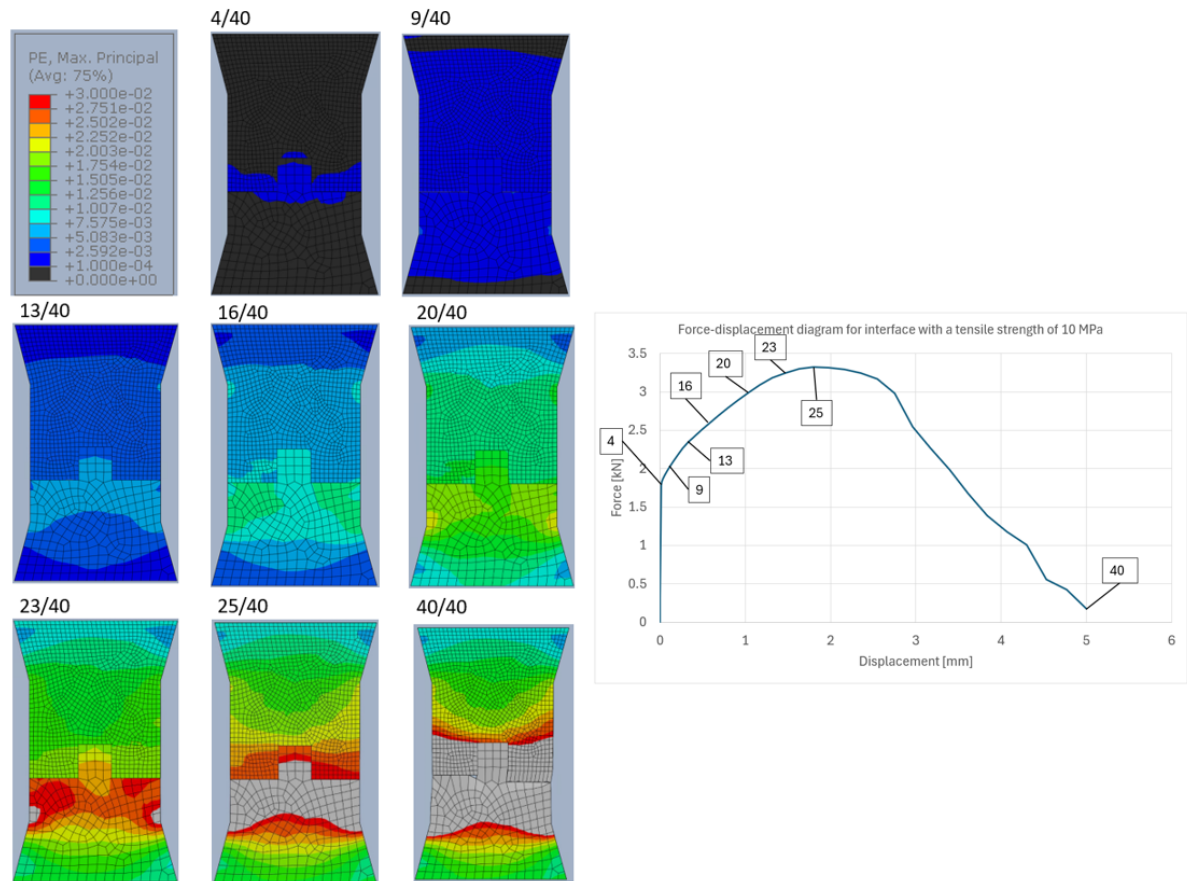 4/40
9/40
PE, Max. Principal
(Avg: 75%)
+3.000e-02
+2.751e-02
+2.502e-02
+2.252e-02
+2.003e-02
+1.754e-02
+1.505e-02
+1.256e-02
+1.007e-02
+7.575e-03
+5.083e-03
+2.592e-03
+1.000e-04
+0.000e+00
13/40
16/40
20/40
23/40
25/40
40/40
Force-displacement diagram for interface with a tensile strength of 10 MPa
Force [kN]
3.5
3
2.5
2
1.5
1
0.5
0
4
9
13
16
20
23
25
40
0
1
2
3
4
5
6
Displacement [mm]